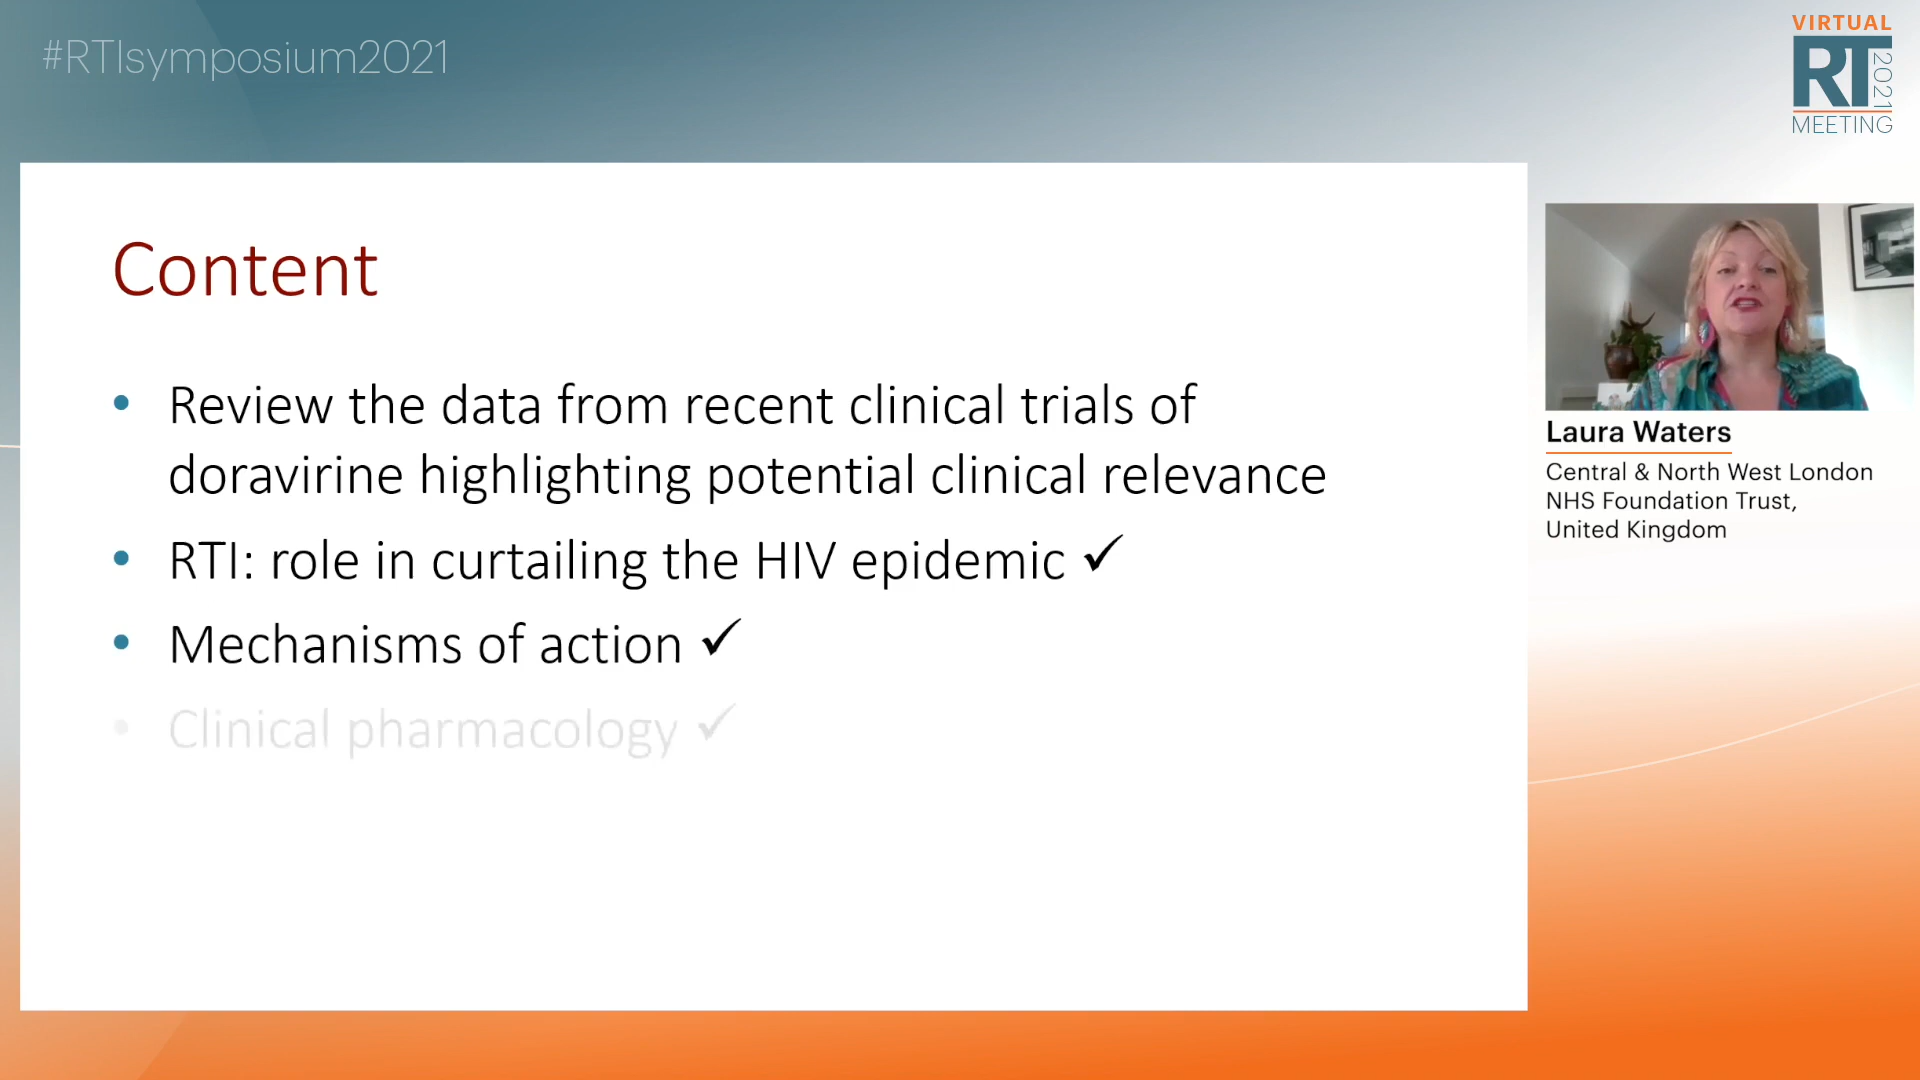 #RTIsymposium2021
VIRTUAL
RT
2021
MEETING
Content
• Review the data from recent clinical trials of
doravirine highlighting potential clinical relevance
• RTI: role in curtailing the HIV epidemic ✓
• Mechanisms of action ✓
• Clinical pharmacology ✓
Laura Waters
Central & North West London
NHS Foundation Trust,
United Kingdom